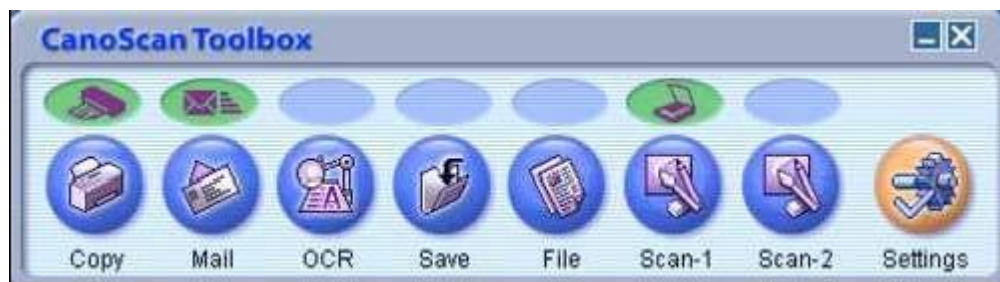 CanoScan Toolbox
Copy Mail OCR Save File Scan-1 Scan-2 Settings